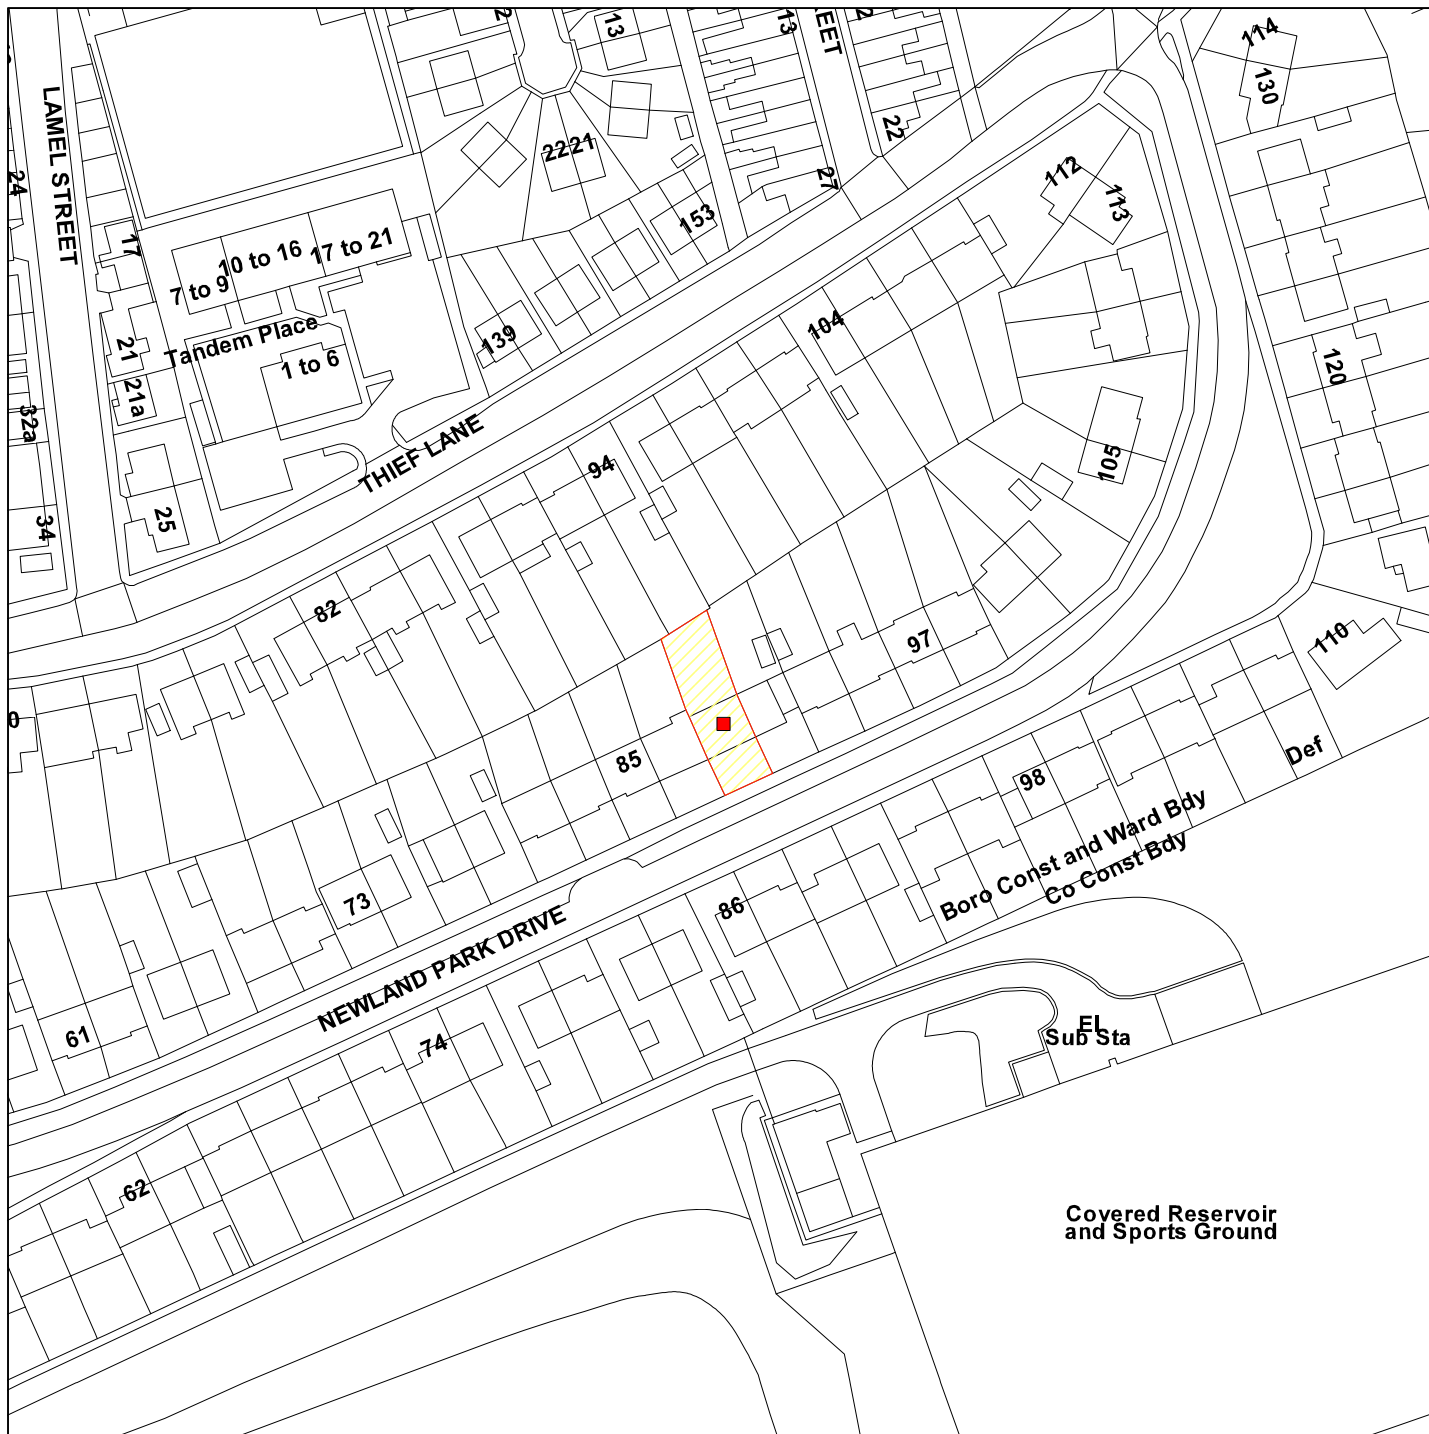 13
13
114
130
LAMEL STREET
24
22
2221
27
112
113
153
17
10 to 16
17 to 21
7 to 9
139
104
Tandem Place
21
1 to 6
120
21a
32a
THIEF LANE
94
105
25
34
82
97
110
85
98
Def
Boro Const and Ward Bdy
Co Const Bdy
73
86
NEWLAND PARK DRIVE
61
74
El
Sub Sta
62
Covered Reservoir
and Sports Ground